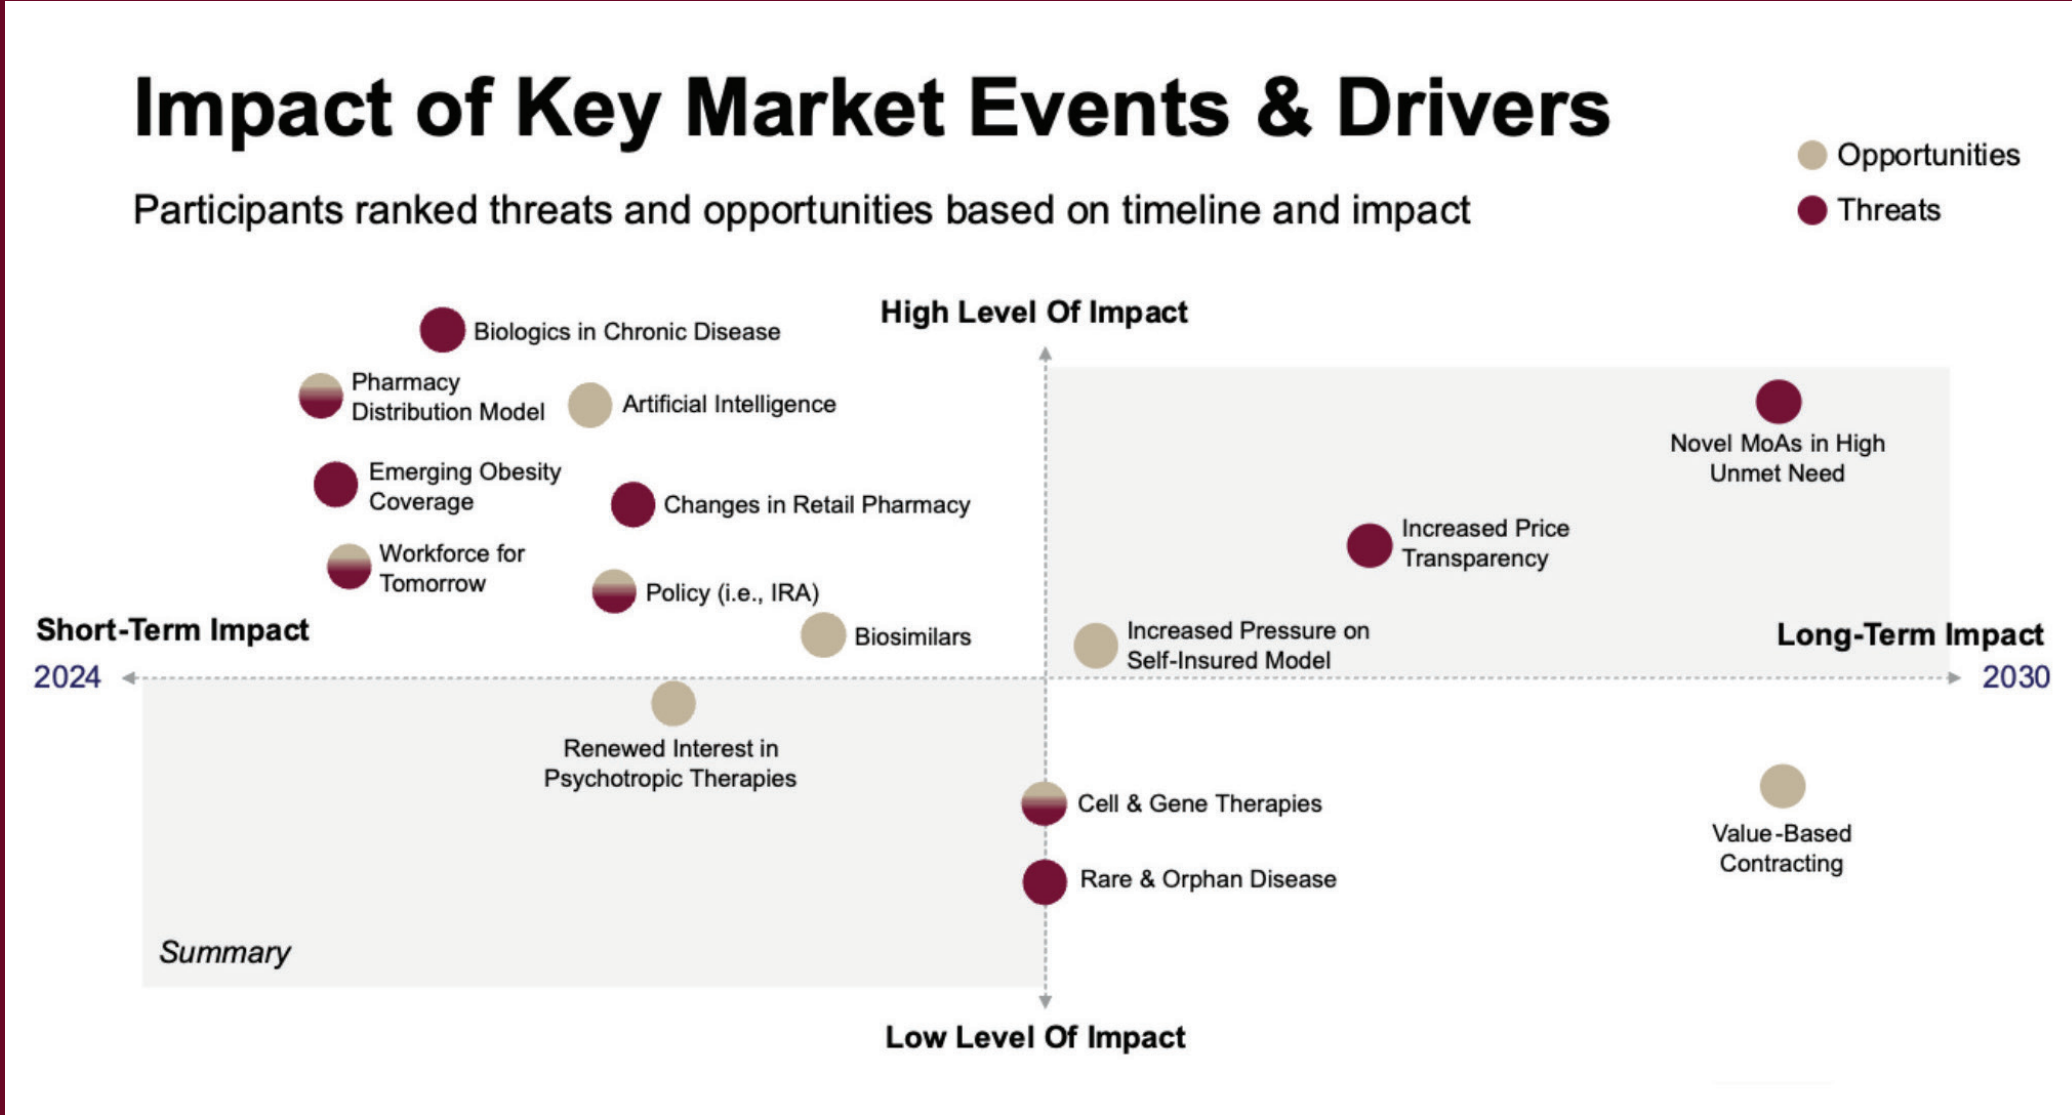 Impact of Key Market Events & Drivers
Participants ranked threats and opportunities based on timeline and impact
Opportunities
Threats
High Level Of Impact
Biologics in Chronic Disease
Pharmacy
Distribution Model
Artificial Intelligence
Emerging Obesity
Coverage
Changes in Retail Pharmacy
Workforce for
Tomorrow
Policy (i.e., IRA)
Biosimilars
Novel MoAs in High
Unmet Need
Increased Price
Transparency
Increased Pressure on
Self-Insured Model
Short-Term Impact
2024
Long-Term Impact
2030
Renewed Interest in
Psychotropic Therapies
Cell & Gene Therapies
Rare & Orphan Disease
Value-Based
Contracting
Summary
Low Level Of Impact